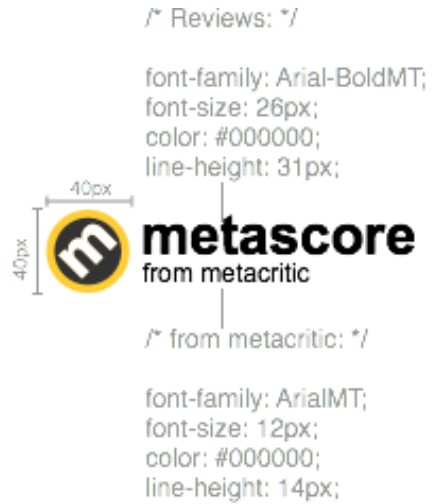 /* Reviews: */
font-family: Arial-BoldMT;
font-size: 26px;
color: #000000;
line-height: 31px;
40px
40px
m
metascore
from metacritic
/* from metacritic: */
font-family: ArialMT;
font-size: 12px;
color: #000000;
line-height: 14px;